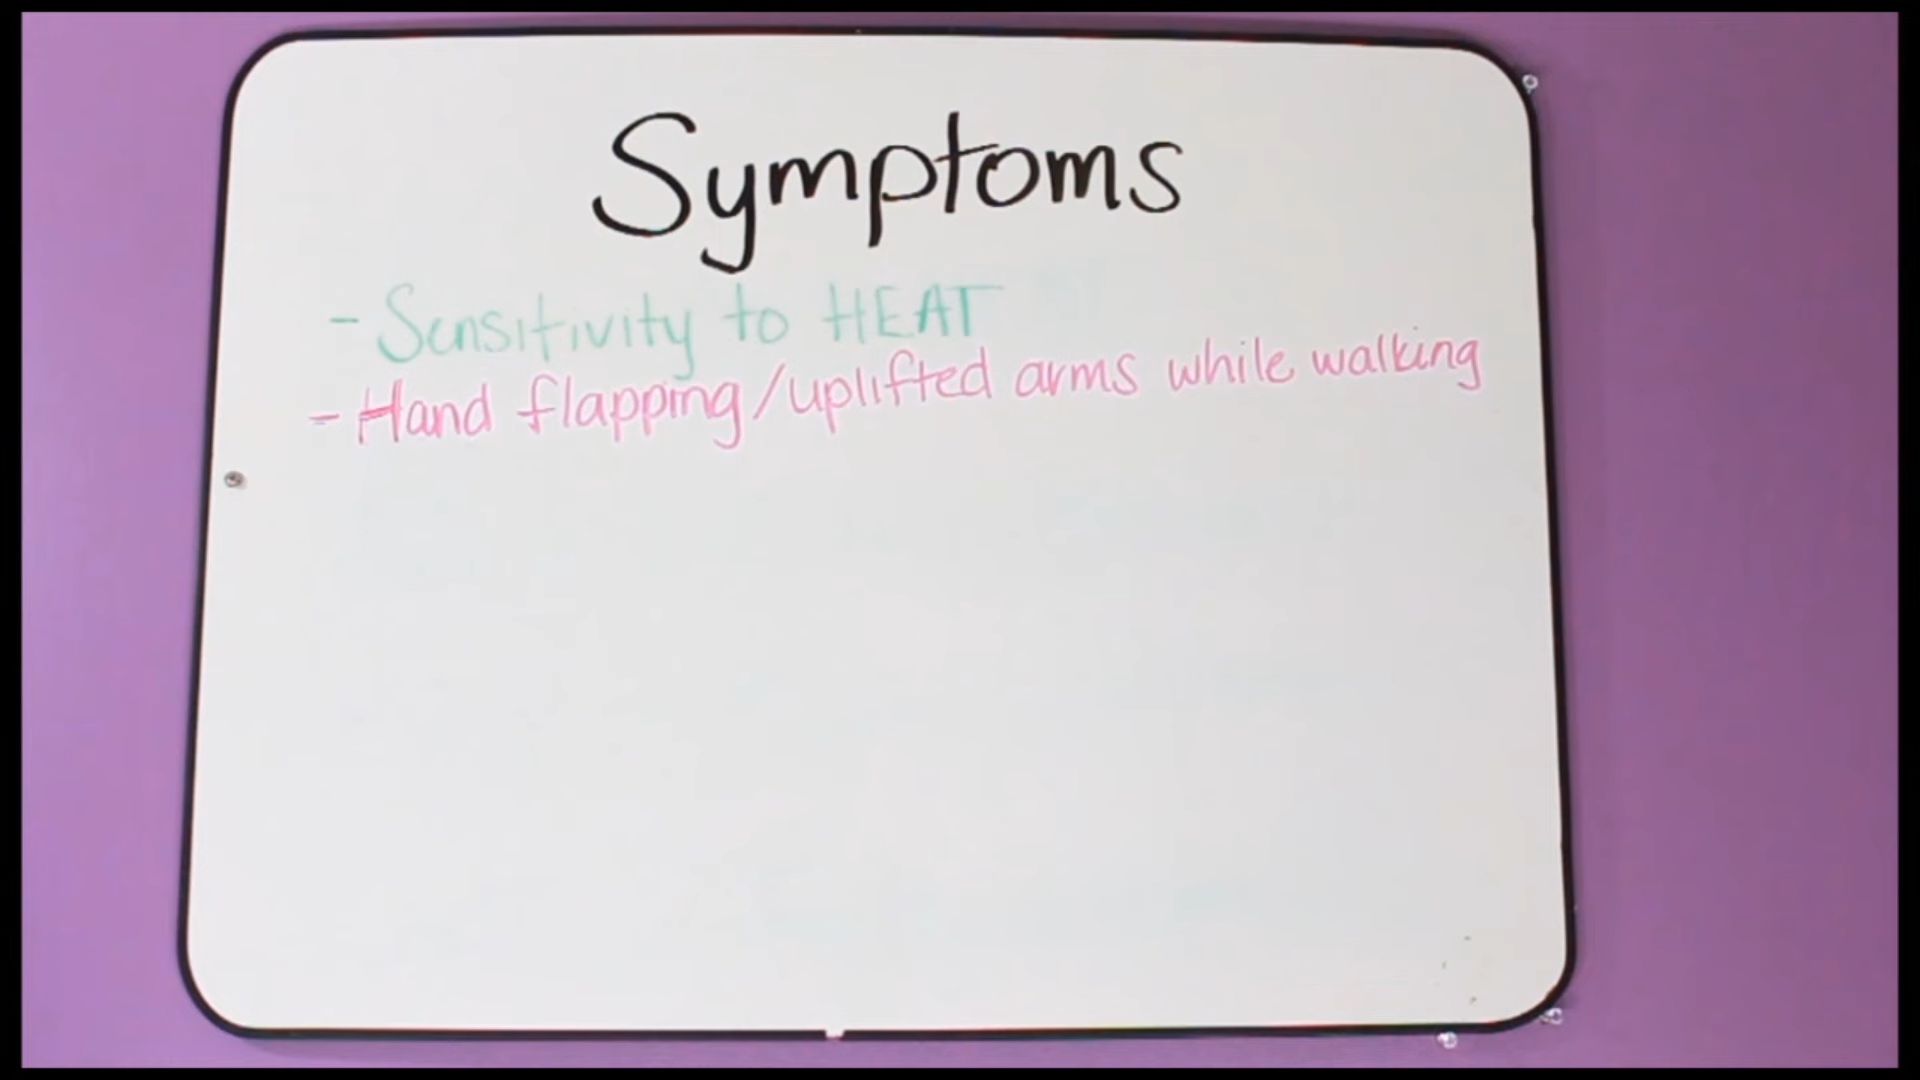 Symptoms
- Sensitivity to HEAT
- Hand flapping/uplifted arms while walking